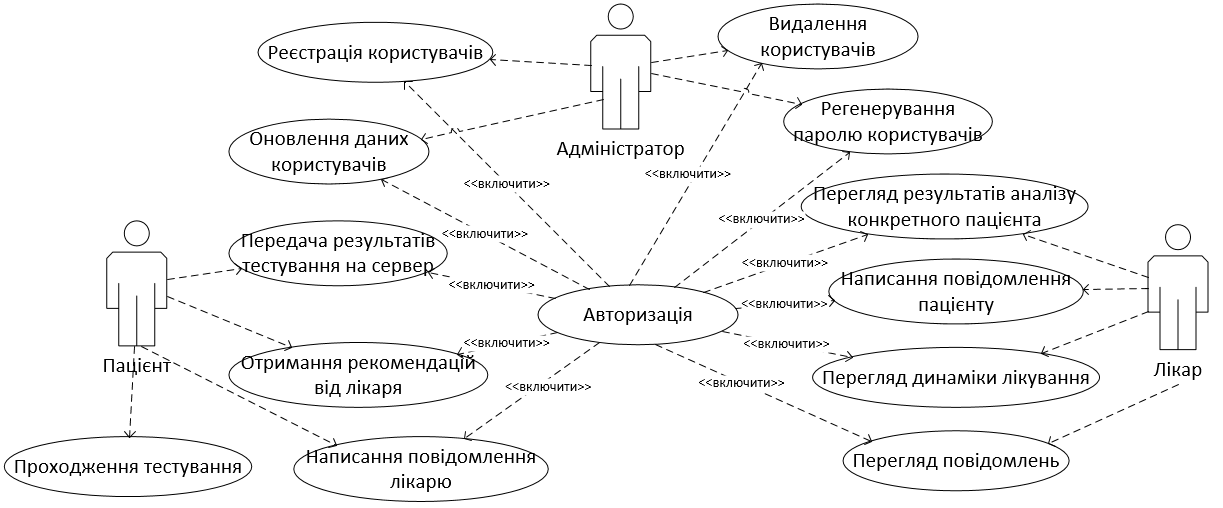 Реєстрація користувачів
Видалення
користувачів
Оновлення даних
користувачів
Адміністратор
Регенерування
паролю користувачів
<<включити>>
<<включити>>
<<включити>>
<<включити>>
Перегляд результатів аналізу
конкретного пацієнта
Передача результатів
тестування на сервер
<<включити>>
<<включити>>
Написання повідомлення
пацієнту
<<включити>>
Авторизація
<<включити>>
<<включити>>
Пацієнт
Отримання рекомендацій
від лікаря
<<включити>>
<<включити>>
Перегляд динаміки лікування
Лікар
Проходження тестування
Написання повідомлення
лікарю
Перегляд повідомлень